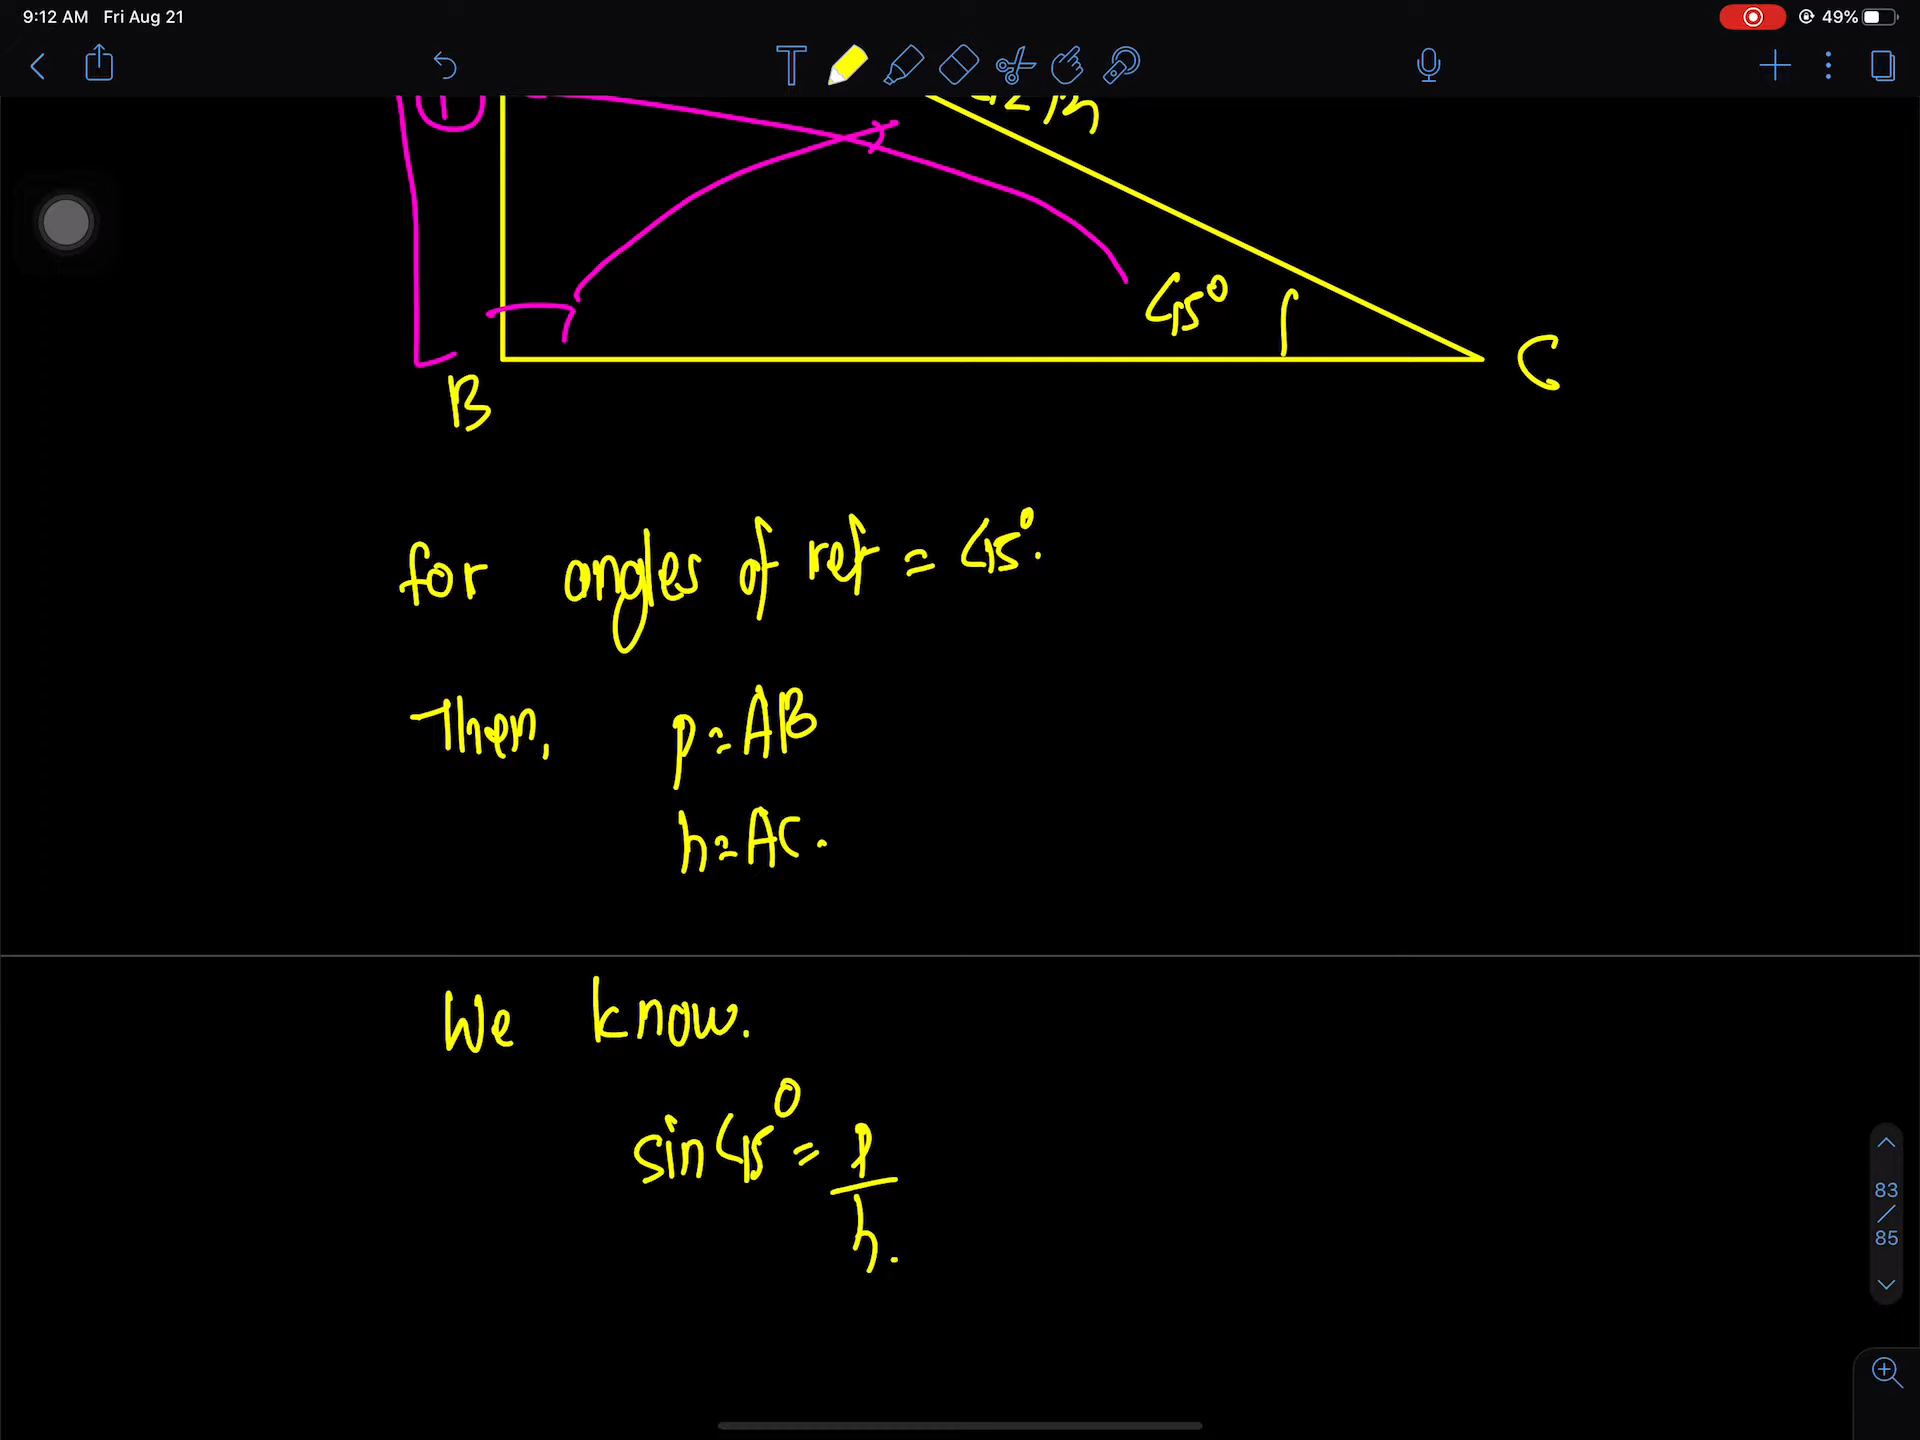 9:12 AM Fri Aug 21
49%
T
45°
B
C
for angles of ref = 45°.
Then, p = AB
h = AC.
83
/
85
We know.
sin 45° = p
h.